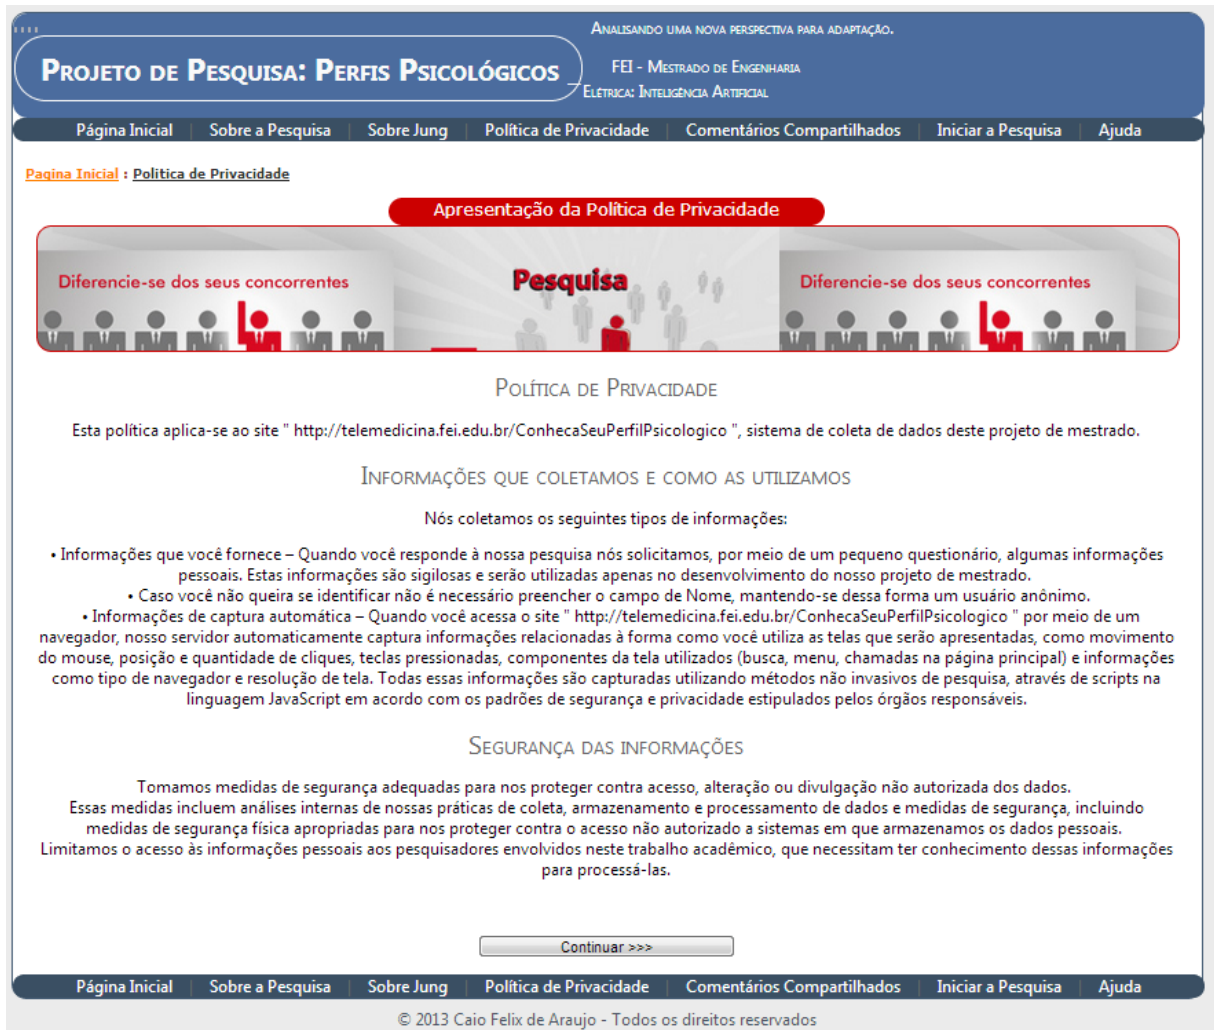 Analisando uma nova perspectiva para adaptação.
Projeto de Pesquisa: Perfis Psicológicos
FEI - Mestrado de Engenharia
Elétrica: Inteligência Artificial
Página Inicial | Sobre a Pesquisa | Sobre Jung | Política de Privacidade | Comentários Compartilhados | Iniciar a Pesquisa | Ajuda
Pagina Inicial : Politica de Privacidade
Apresentação da Política de Privacidade
Diferencie-se dos seus concorrentes
Pesquisa
Diferencie-se dos seus concorrentes
Política de Privacidade
Esta política aplica-se ao site " http://telemedicina.fei.edu.br/ConhecaSeuPerfilPsicologico ", sistema de coleta de dados deste projeto de mestrado.
Informações que coletamos e como as utilizamos
Nós coletamos os seguintes tipos de informações:
• Informações que você fornece – Quando você responde à nossa pesquisa nós solicitamos, por meio de um pequeno questionário, algumas informações
pessoais. Estas informações são sigilosas e serão utilizadas apenas no desenvolvimento do nosso projeto de mestrado.
• Caso você não queira se identificar não é necessário preencher o campo de Nome, mantendo-se dessa forma um usuário anônimo.
• Informações de captura automática – Quando você acessa o site " http://telemedicina.fei.edu.br/ConhecaSeuPerfilPsicologico " por meio de um
navegador, nosso servidor automaticamente captura informações relacionadas à forma como você utiliza as telas que serão apresentadas, como movimento
do mouse, posição e quantidade de cliques, teclas pressionadas, componentes da tela utilizados (busca, menu, chamadas na página principal) e informações
como tipo de navegador e resolução de tela. Todas essas informações são capturadas utilizando métodos não invasivos de pesquisa, através de scripts na
linguagem JavaScript em acordo com os padrões de segurança e privacidade estipulados pelos órgãos responsáveis.
Segurança das informações
Tomamos medidas de segurança adequadas para nos proteger contra acesso, alteração ou divulgação não autorizada dos dados.
Essas medidas incluem análises internas de nossas práticas de coleta, armazenamento e processamento de dados e medidas de segurança, incluindo
medidas de segurança física apropriadas para nos proteger contra o acesso não autorizado a sistemas em que armazenamos os dados pessoais.
Limitamos o acesso às informações pessoais aos pesquisadores envolvidos neste trabalho acadêmico, que necessitam ter conhecimento dessas informações
para processá-las.
Continuar >>>
Página Inicial | Sobre a Pesquisa | Sobre Jung | Política de Privacidade | Comentários Compartilhados | Iniciar a Pesquisa | Ajuda
© 2013 Caio Felix de Araujo - Todos os direitos reservados